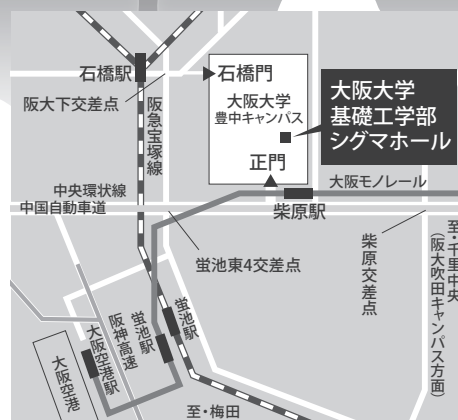 石橋駅
石橋門
阪大下交差点
阪急宝塚線
大阪大学
豊中キャンパス
大阪大学
基礎工学部
シグマホール
正門
大阪モノレール
中央環状線
中国自動車道
柴原駅
蛍池東4交差点
柴原交差点
至・千里中央
(阪大吹田キャンパス方面)
蛍池駅
蛍池駅
阪神高速
大阪空港駅
大阪空港
至・梅田